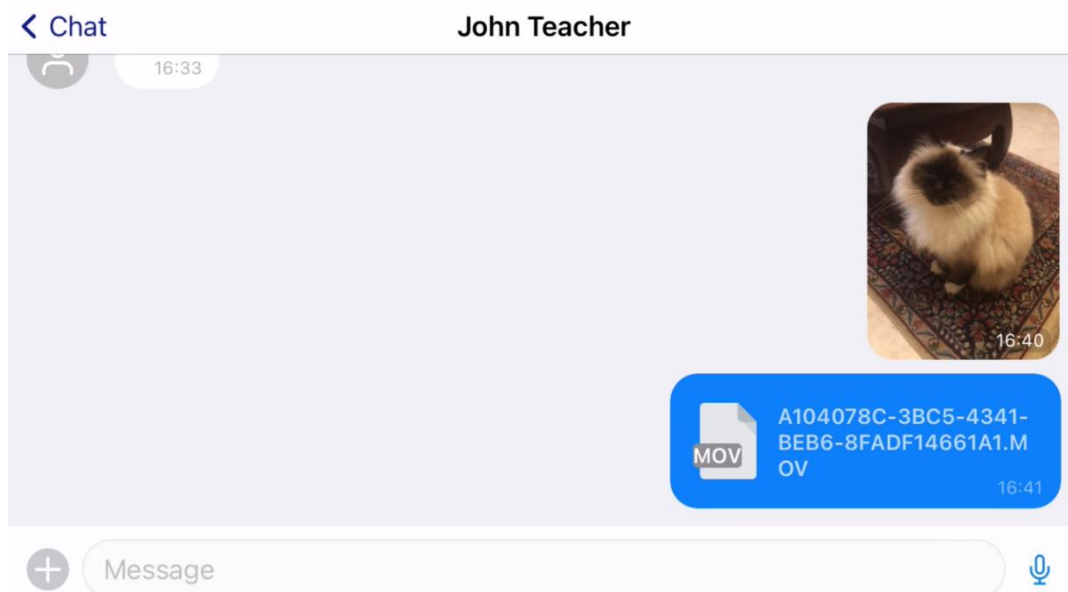 Chat
John Teacher
16:33
16:40
MOV
A104078C-3BC5-4341-
BEB6-8FADF14661A1.M
OV
16:41
Message